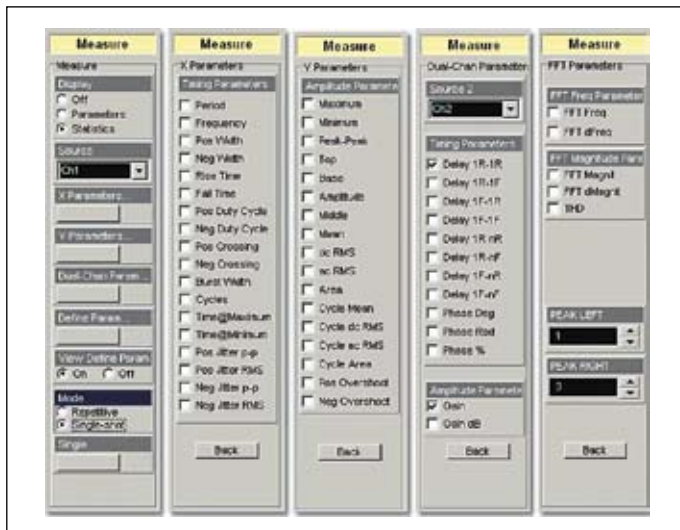 Measure
Measure
Display
Off
Parameters
Statistics
Source
Ch1
X Parameters...
Y Parameters...
Dual-Chan Param...
Define Param...
View Define Param
On Off
Mode
Repetitive
Single-shot
Single
Measure
X Parameters
Timing Parameters
Period
Frequency
Pos Width
Neg Width
Rise Time
Fall Time
Pos Duty Cycle
Neg Duty Cycle
Pos Crossing
Neg Crossing
Burst Width
Cycles
Time@Maximum
Time@Minimum
Pos Jitter p-p
Pos Jitter RMS
Neg Jitter p-p
Neg Jitter RMS
Back
Measure
Y Parameters
Amplitude Paramete
Maximum
Minimum
Peak-Peak
Top
Base
Amplitude
Middle
Mean
dc RMS
ac RMS
Area
Cycle Mean
Cycle dc RMS
Cycle ac RMS
Cycle Area
Pos Overshoot
Neg Overshoot
Back
Measure
Dual-Chan Parameter
Source 2
Ch2
Timing Parameters
Delay 1R-1R
Delay 1R-1F
Delay 1F-1R
Delay 1F-1F
Delay 1R-nR
Delay 1R-nF
Delay 1F-nR
Delay 1F-nF
Phase Deg
Phase Rad
Phase %
Amplitude Paramete
Gain
Gain dB
Back
Measure
FFT Parameters
FFT Freq Parameter
FFT Freq
FFT dFreq
FFT Magnitude Para
FFT Magnit
FFT dMagnit
THD
PEAK LEFT
1
PEAK RIGHT
3
Back